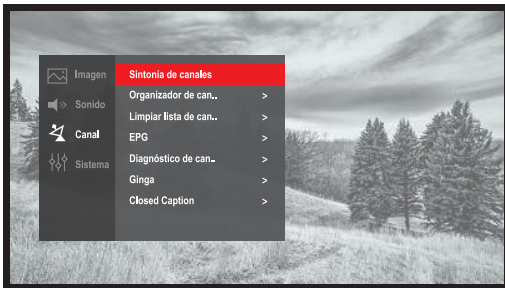 Imagen
Sonido
Canal
Sistema
Sintonía de canales
Organizador de can.. >
Limpiar lista de can.. >
EPG >
Diagnóstico de can.. >
Ginga >
Closed Caption >